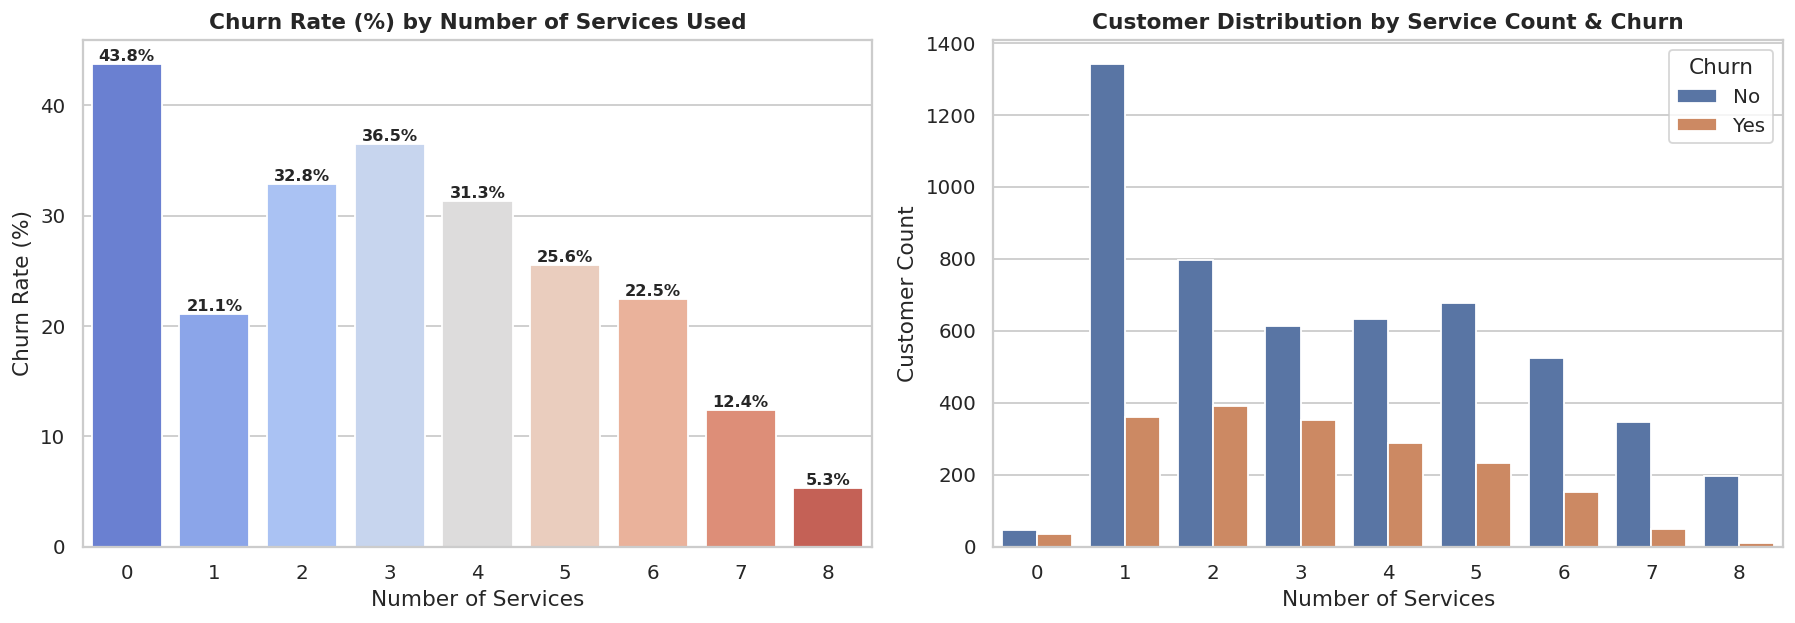 Churn Rate (%) by Number of Services Used
Churn Rate (%)
40
30
20
10
0
43.8%
21.1%
32.8%
36.5%
31.3%
25.6%
22.5%
12.4%
5.3%
0 1 2 3 4 5 6 7 8
Number of Services
Customer Distribution by Service Count & Churn
Customer Count
1400
1200
1000
800
600
400
200
0
Churn
No
Yes
0 1 2 3 4 5 6 7 8
Number of Services